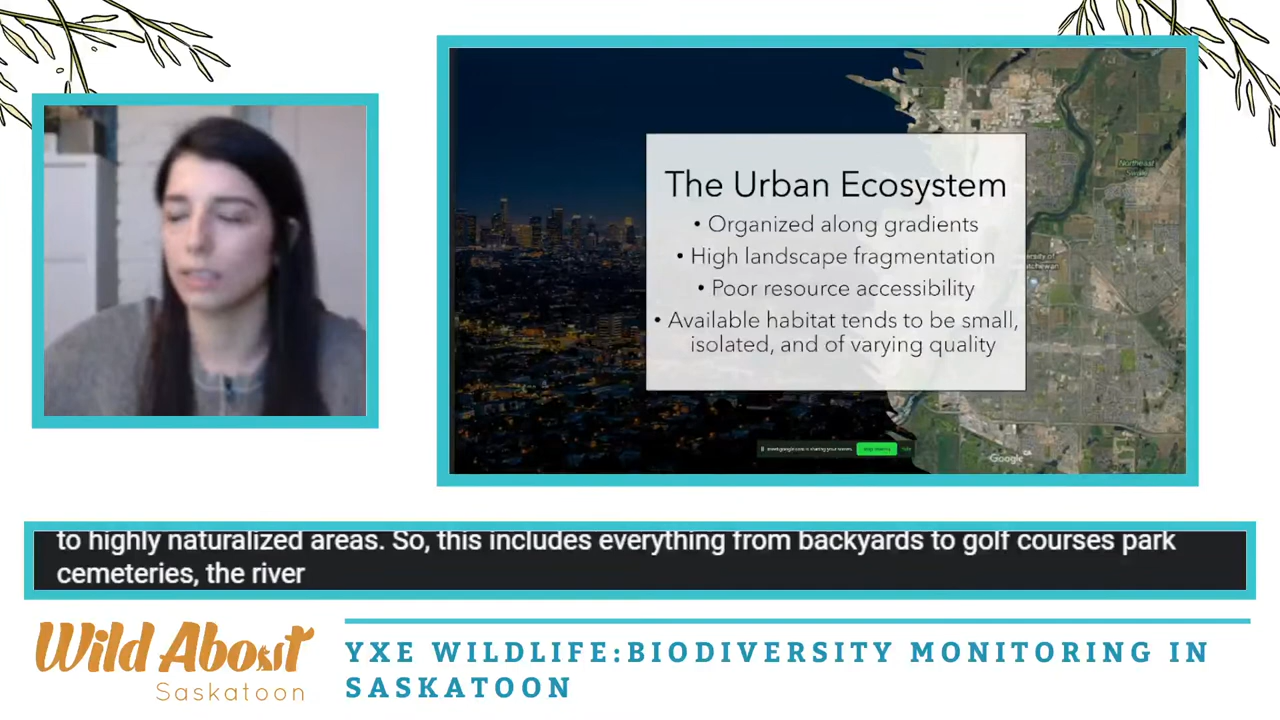 The Urban Ecosystem
• Organized along gradients
• High landscape fragmentation
• Poor resource accessibility
• Available habitat tends to be small,
isolated, and of varying quality
Northeast
Swale
Google
to highly naturalized areas. So, this includes everything from backyards to golf courses park
cemeteries, the river
Wild About
Saskatoon
YXE WILDLIFE:BIODIVERSITY MONITORING IN
SASKATOON